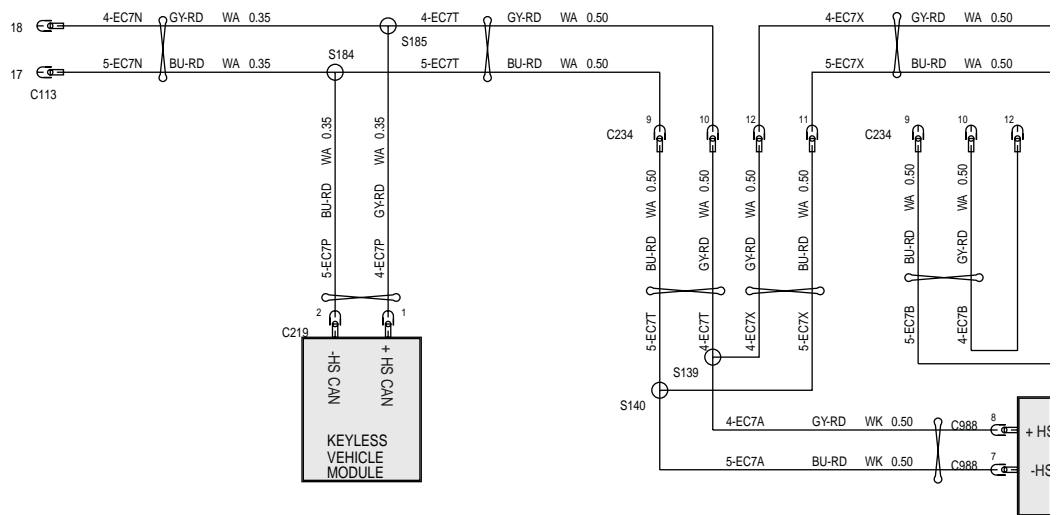 18 4-EC7N GY-RD WA 0.35 4-EC7T GY-RD WA 0.50 4-EC7X GY-RD WA 0.50
S185
S184
17 5-EC7N BU-RD WA 0.35 5-EC7T BU-RD WA 0.50 5-EC7X BU-RD WA 0.50
C113
C234 9 10 12 11
C234 9 10 12
5-EC7P BU-RD WA 0.35
4-EC7P GY-RD WA 0.35
5-EC7T BU-RD WA 0.50
4-EC7T GY-RD WA 0.50
4-EC7X GY-RD WA 0.50
5-EC7X BU-RD WA 0.50
5-EC7B BU-RD WA 0.50
4-EC7B GY-RD WA 0.50
2 1
C219
-HS CAN
+ HS CAN
KEYLESS
VEHICLE
MODULE
S139
S140
4-EC7A GY-RD WK 0.50 C988 8
+ HS
5-EC7A BU-RD WK 0.50 C988 7
-HS